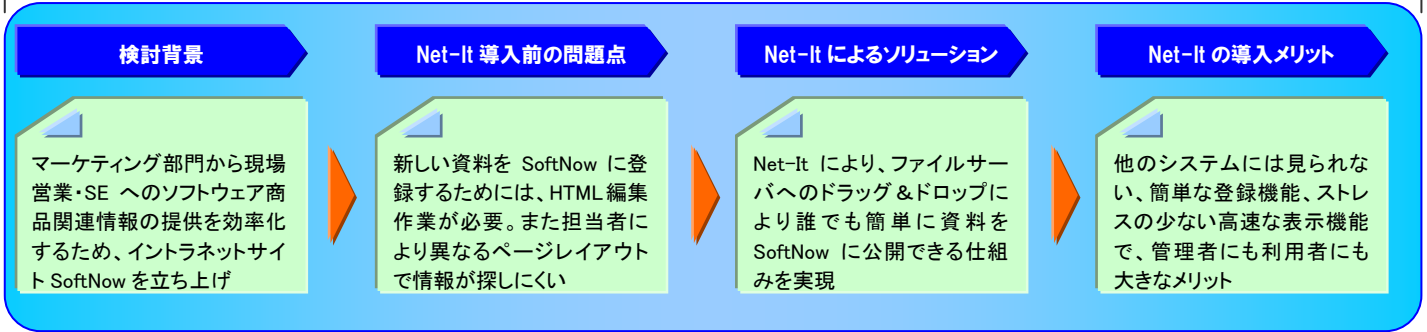 検討背景
マーケティング部門から現場
営業・SE へのソフトウェア商
品関連情報の提供を効率化
するため、イントラネットサイ
ト SoftNow を立ち上げ
Net-It 導入前の問題点
新しい資料を SoftNow に登
録するためには、HTML 編集
作業が必要。また担当者に
より異なるページレイアウト
で情報が探しにくい
Net-It によるソリューション
Net-It により、ファイルサー
バへのドラッグ＆ドロップに
より誰でも簡単に資料を
SoftNow に公開できる仕組
みを実現
Net-It の導入メリット
他のシステムには見られな
い、簡単な登録機能、ストレ
スの少ない高速な表示機能
で、管理者にも利用者にも
大きなメリット